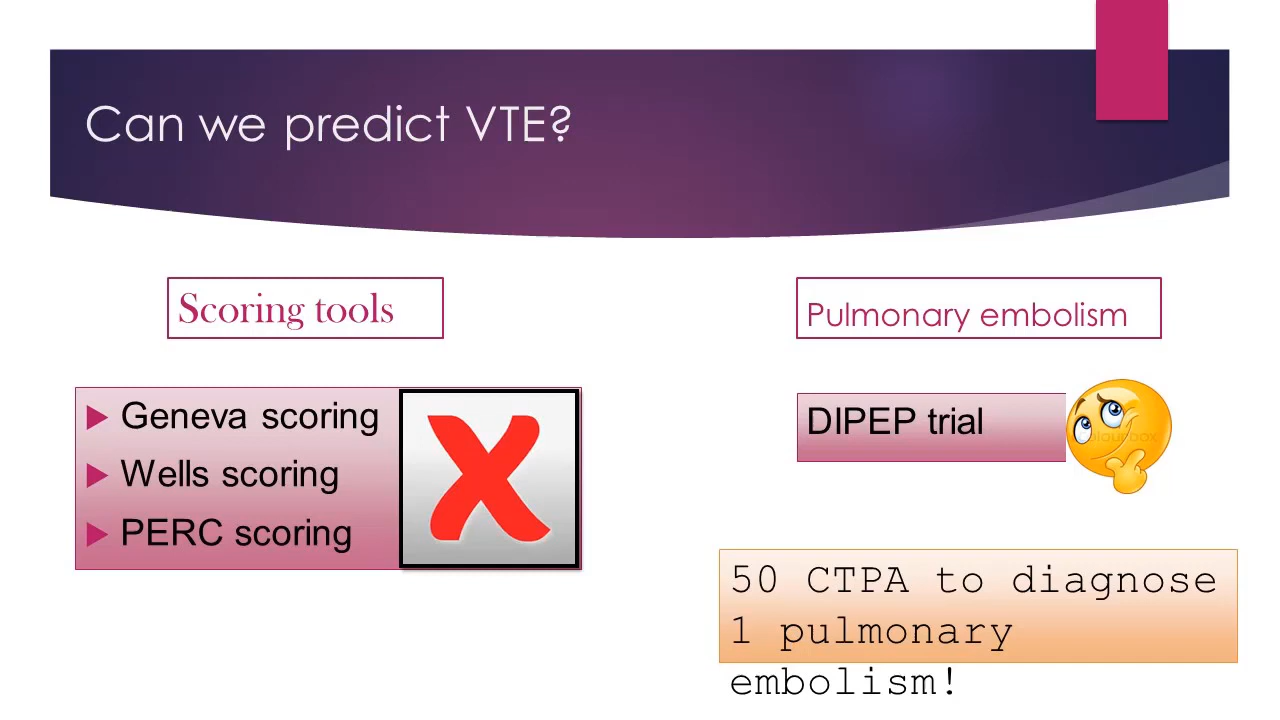 Can we predict VTE?
Scoring tools
Geneva scoring
Wells scoring
PERC scoring
Pulmonary embolism
DIPEP trial
colourbox
50 CTPA to diagnose
1 pulmonary
embolism!